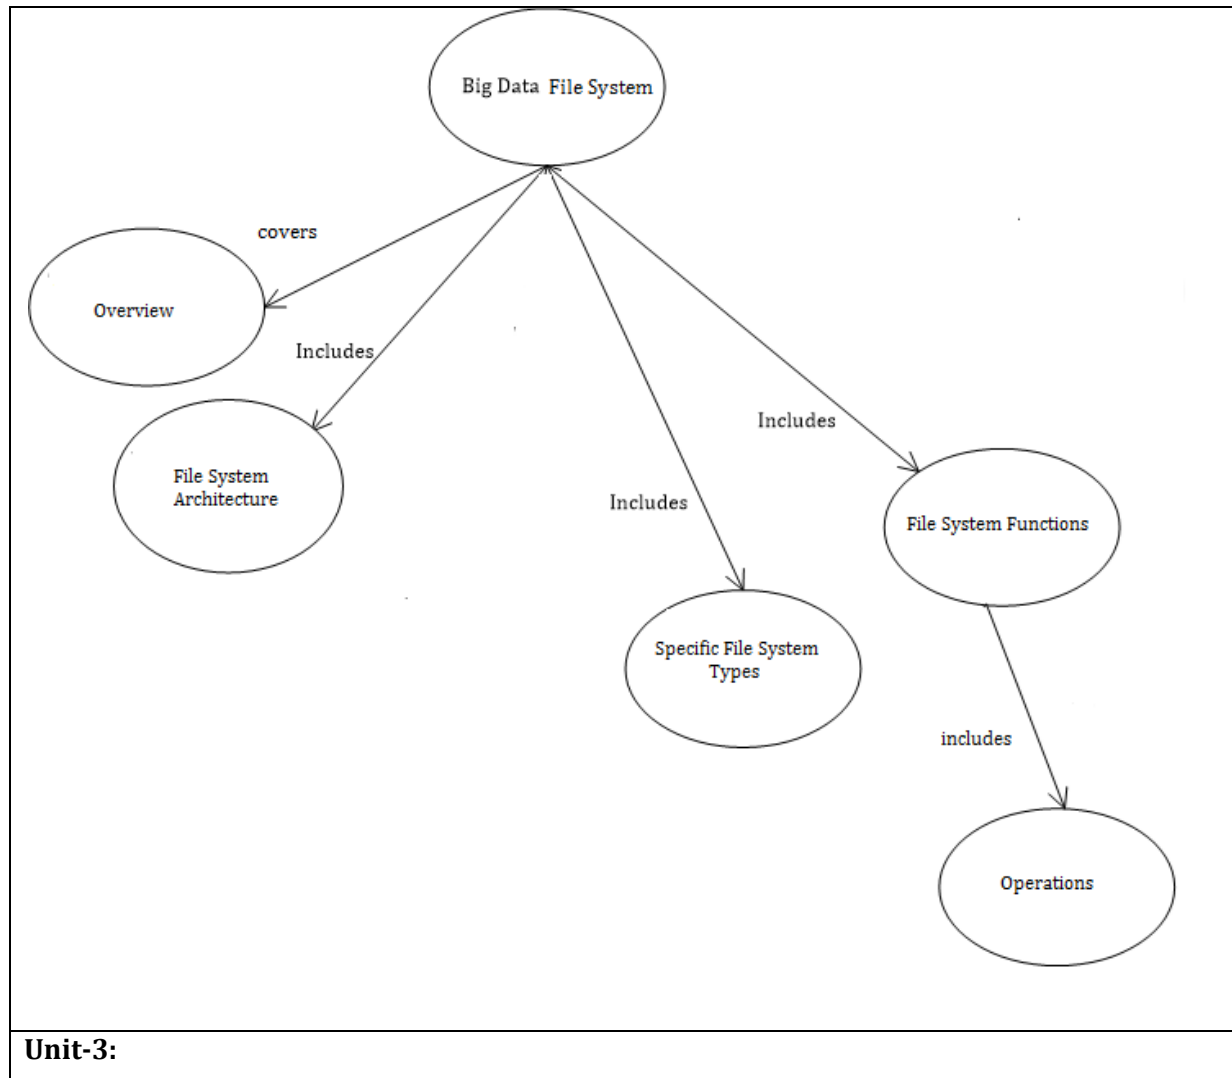 Big Data File System
covers
Overview
Includes
File System
Architecture
Includes
File System Functions
Includes
Specific File System
Types
includes
Operations
Unit-3: